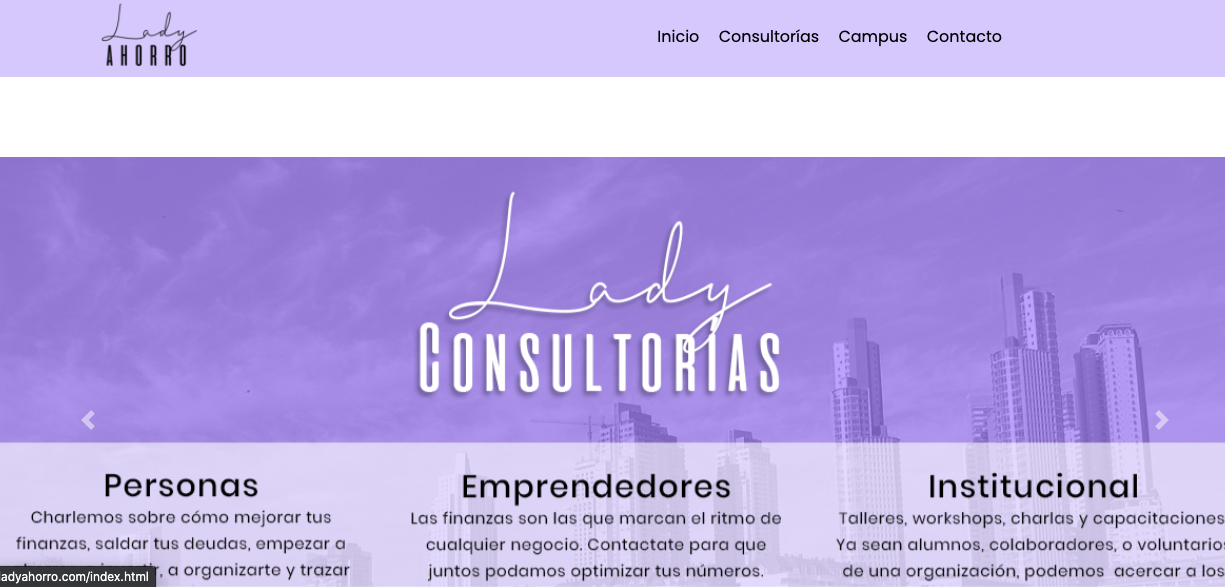 Lady
AHORRO
Inicio Consultorías Campus Contacto
Lady
CONSULTORIAS
Personas
Charlemos sobre cómo mejorar tus
finanzas, saldar tus deudas, empezar a
, a organizarte y trazar
Emprendedores
Las finanzas son las que marcan el ritmo de
cualquier negocio. Contactate para que
juntos podamos optimizar tus números.
Institucional
Talleres, workshops, charlas y capacitaciones
Ya sean alumnos, colaboradores, o voluntarios
de una organización, podemos acercar a los
ladyahorro.com/index.html